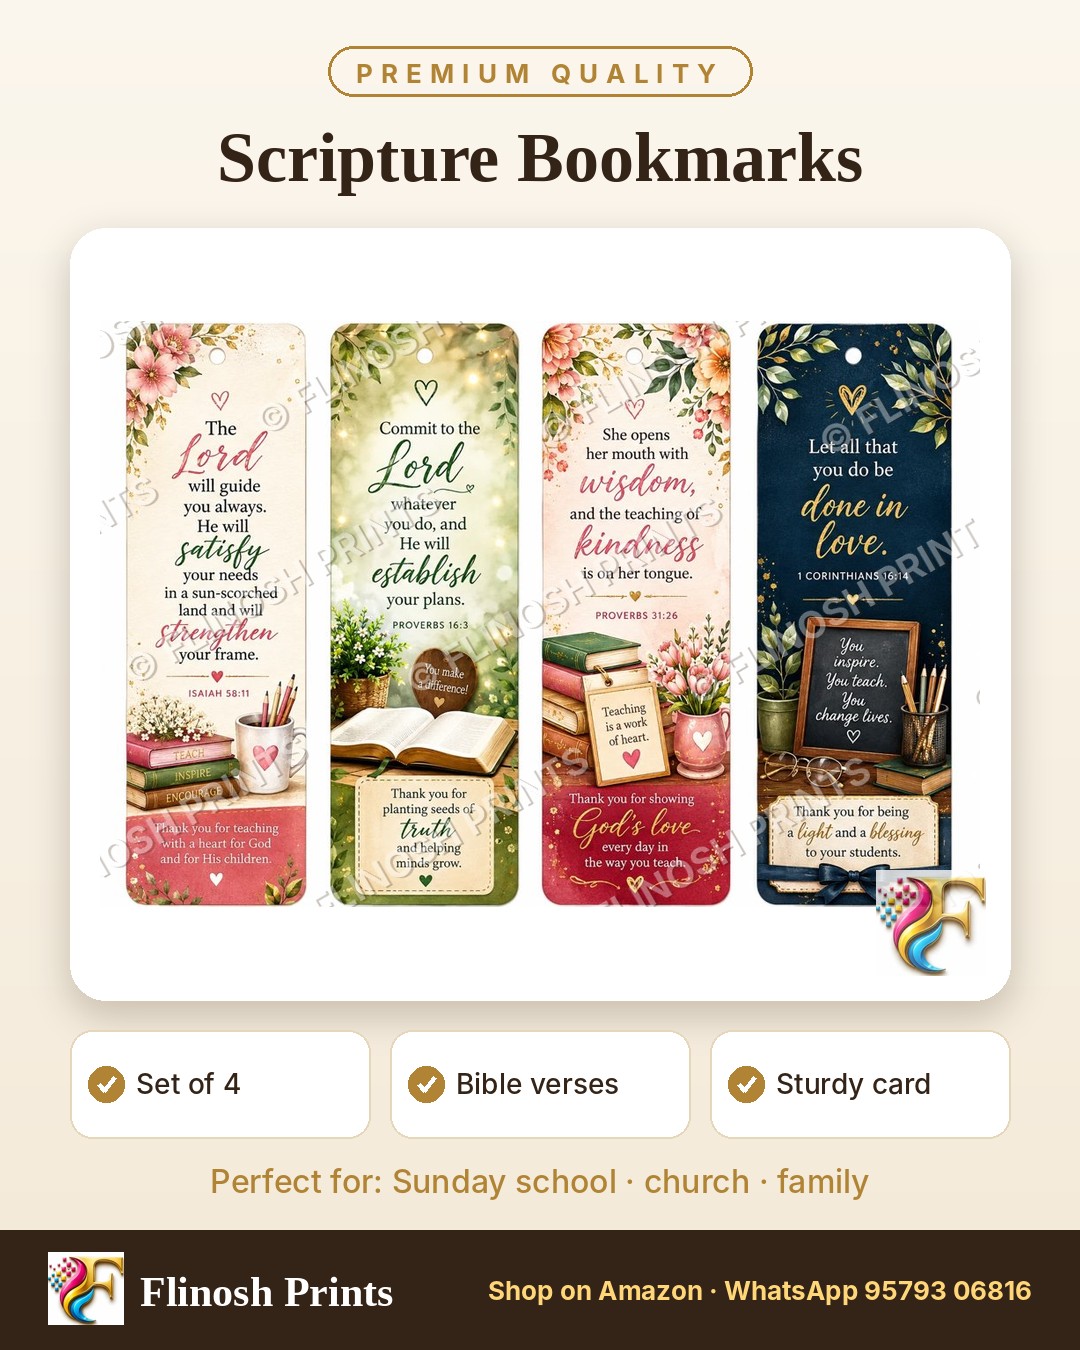 PREMIUM QUALITY
Scripture Bookmarks
The
Lord
will guide
you always.
He will
satisfy
your needs
in a sun-scorched
land and will
strengthen
your frame.
ISAIAH 58:11
TEACH
INSPIRE
ENCOURAGE
Thank you for teaching
with a heart for God
and for His children.
Commit to the
Lord
whatever
you do, and
He will
establish
your plans.
PROVERBS 16:3
You make
a difference!
Thank you for
planting seeds of
truth
and helping
minds grow.
She opens
her mouth with
wisdom,
and the teaching of
kindness
is on her tongue.
PROVERBS 31:26
Teaching
is a work
of heart.
Thank you for showing
God's love
every day in
the way you teach.
Let all that
you do be
done in
love.
1 CORINTHIANS 16:14
You
inspire.
You teach.
You
change lives.
Thank you for being
a light and a blessing
to your students.
© FLINOSH PRINTS
Set of 4
Bible verses
Sturdy card
Perfect for: Sunday school · church · family
Flinosh Prints
Shop on Amazon · WhatsApp 95793 06816